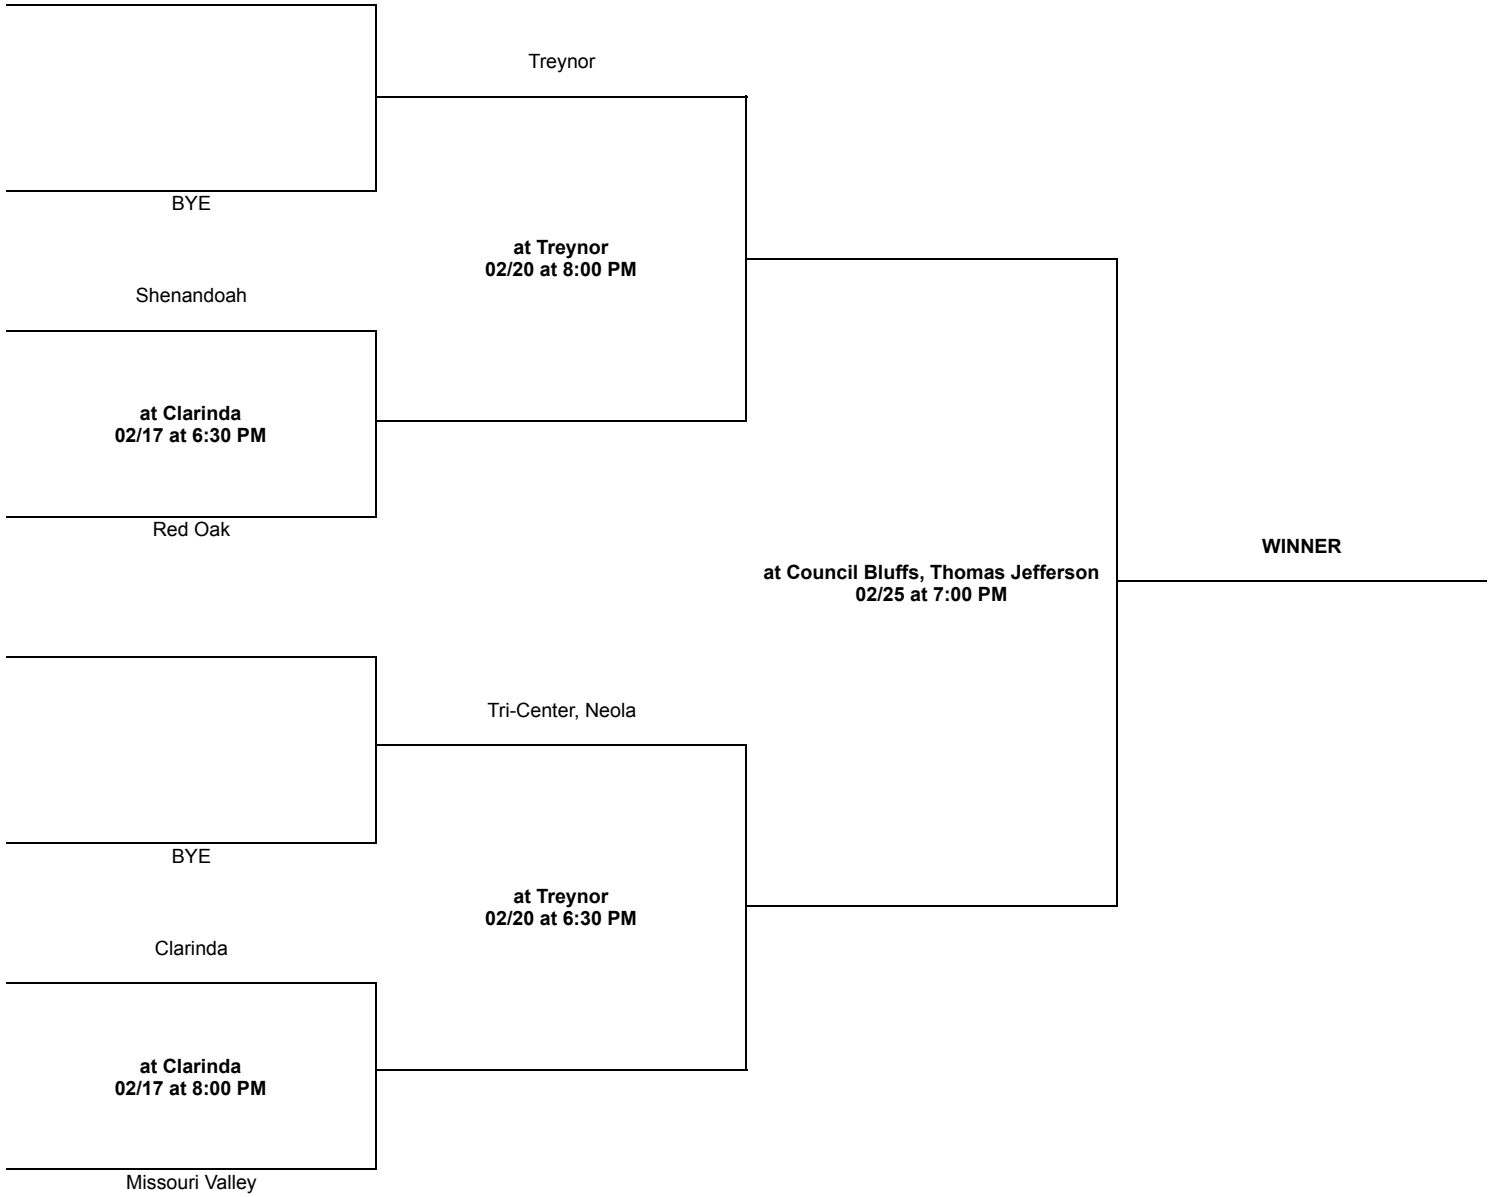 Treynor
BYE
at Treynor
02/20 at 8:00 PM
Shenandoah
at Clarinda
02/17 at 6:30 PM
Red Oak
WINNER
at Council Bluffs, Thomas Jefferson
02/25 at 7:00 PM
Tri-Center, Neola
BYE
at Treynor
02/20 at 6:30 PM
Clarinda
at Clarinda
02/17 at 8:00 PM
Missouri Valley